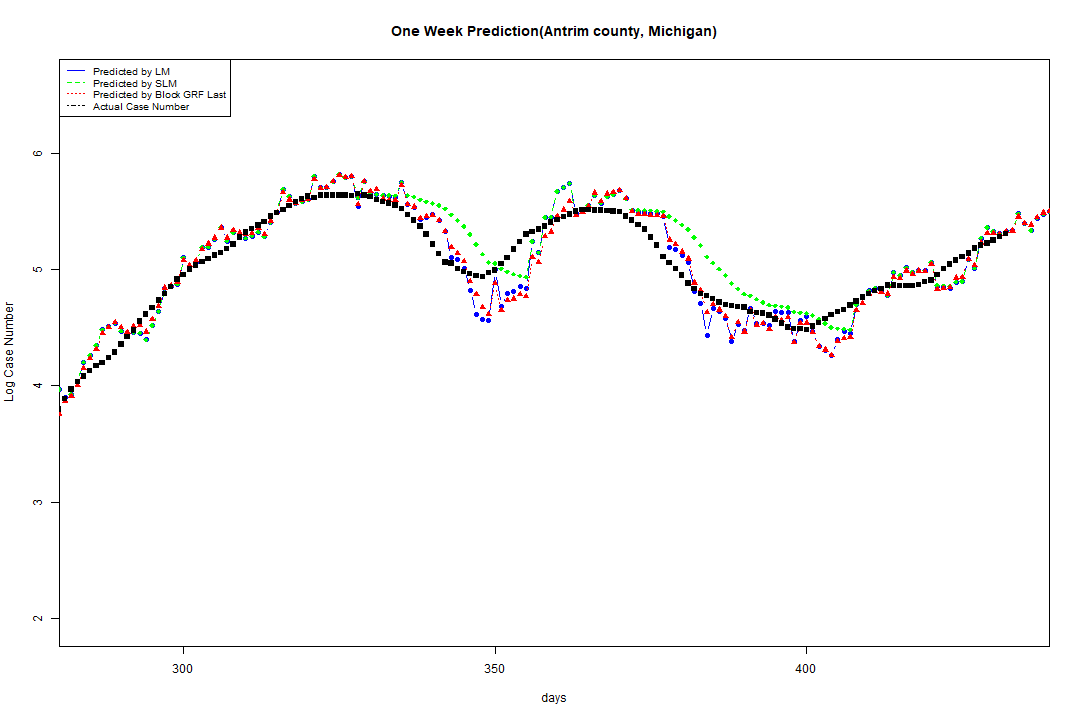 One Week Prediction(Antrim county, Michigan)
Predicted by LM
Predicted by SLM
Predicted by Block GRF Last
Actual Case Number
6
5
4
3
2
Log Case Number
300 350 400
days